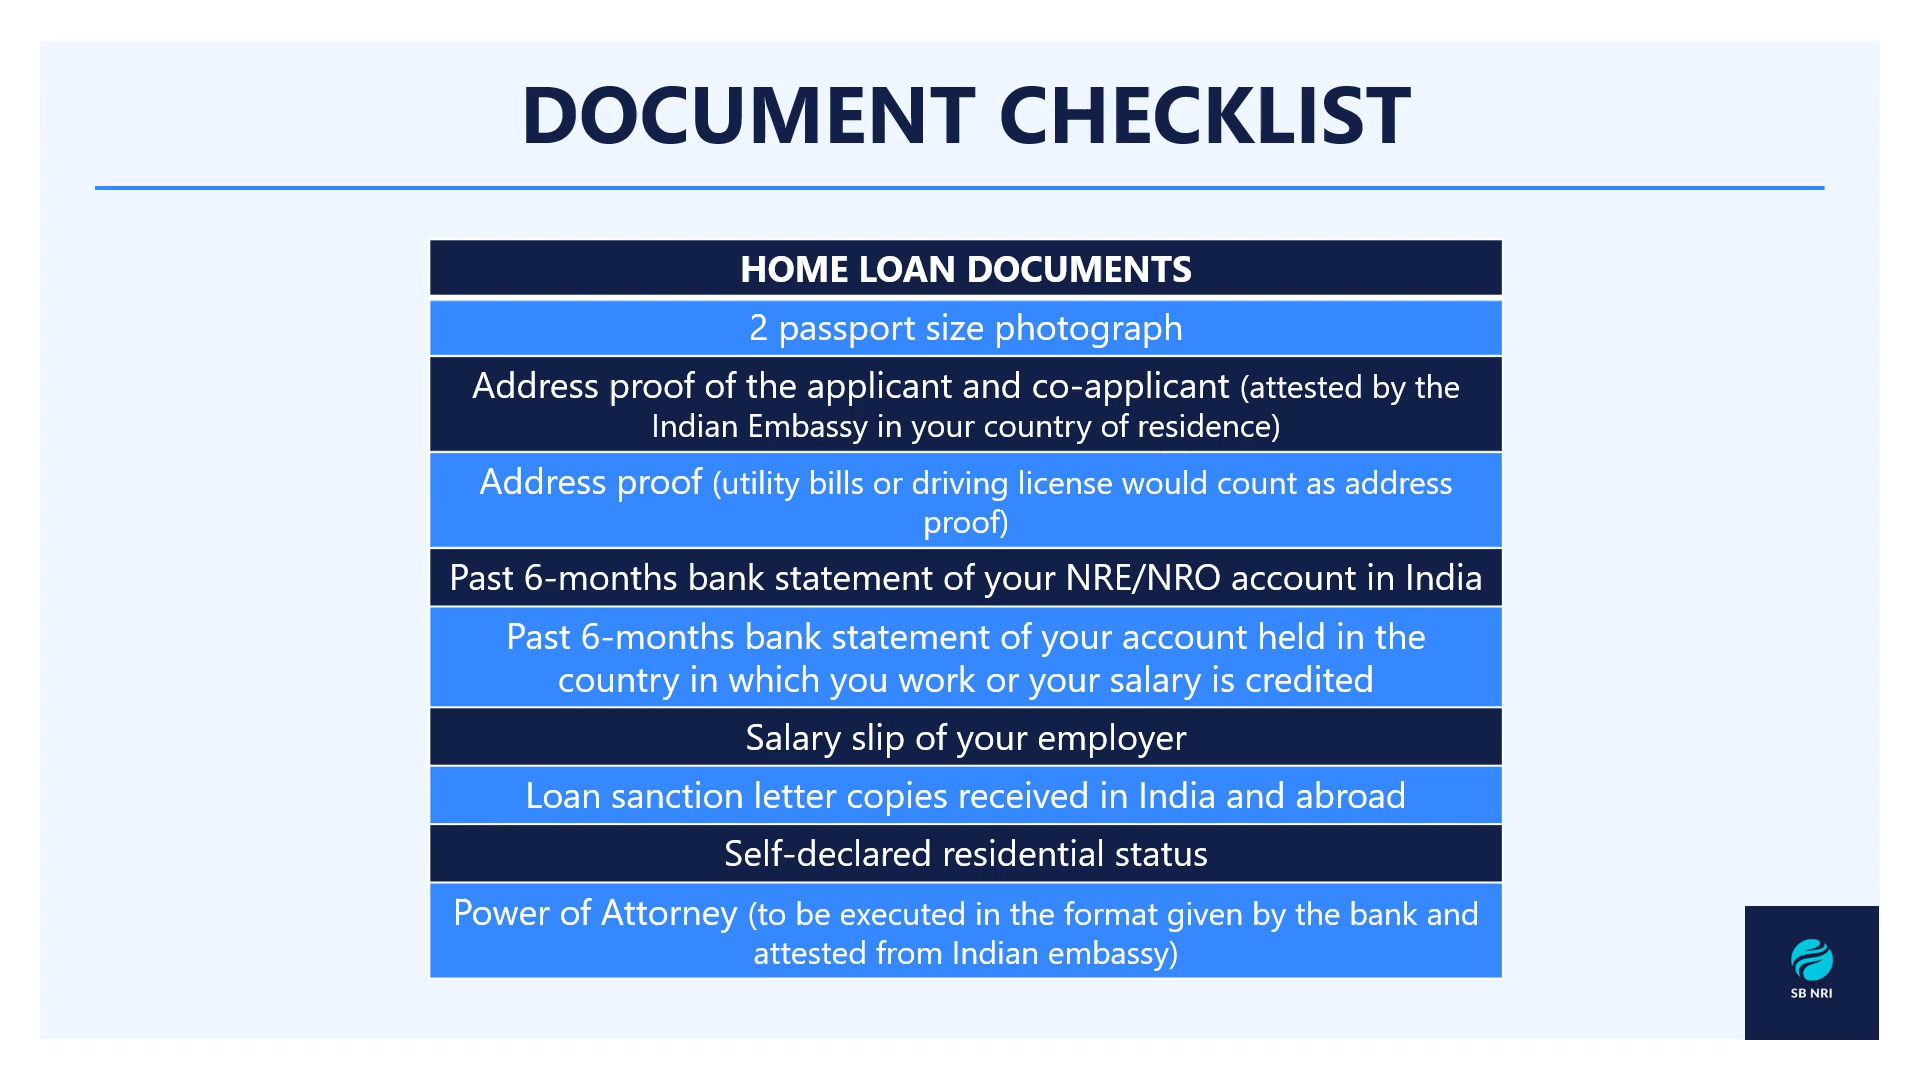 DOCUMENT CHECKLIST
HOME LOAN DOCUMENTS
2 passport size photograph
Address proof of the applicant and co-applicant (attested by the
Indian Embassy in your country of residence)
Address proof (utility bills or driving license would count as address
proof)
Past 6-months bank statement of your NRE/NRO account in India
Past 6-months bank statement of your account held in the
country in which you work or your salary is credited
Salary slip of your employer
Loan sanction letter copies received in India and abroad
Self-declared residential status
Power of Attorney (to be executed in the format given by the bank and
attested from Indian embassy)
SB NRI